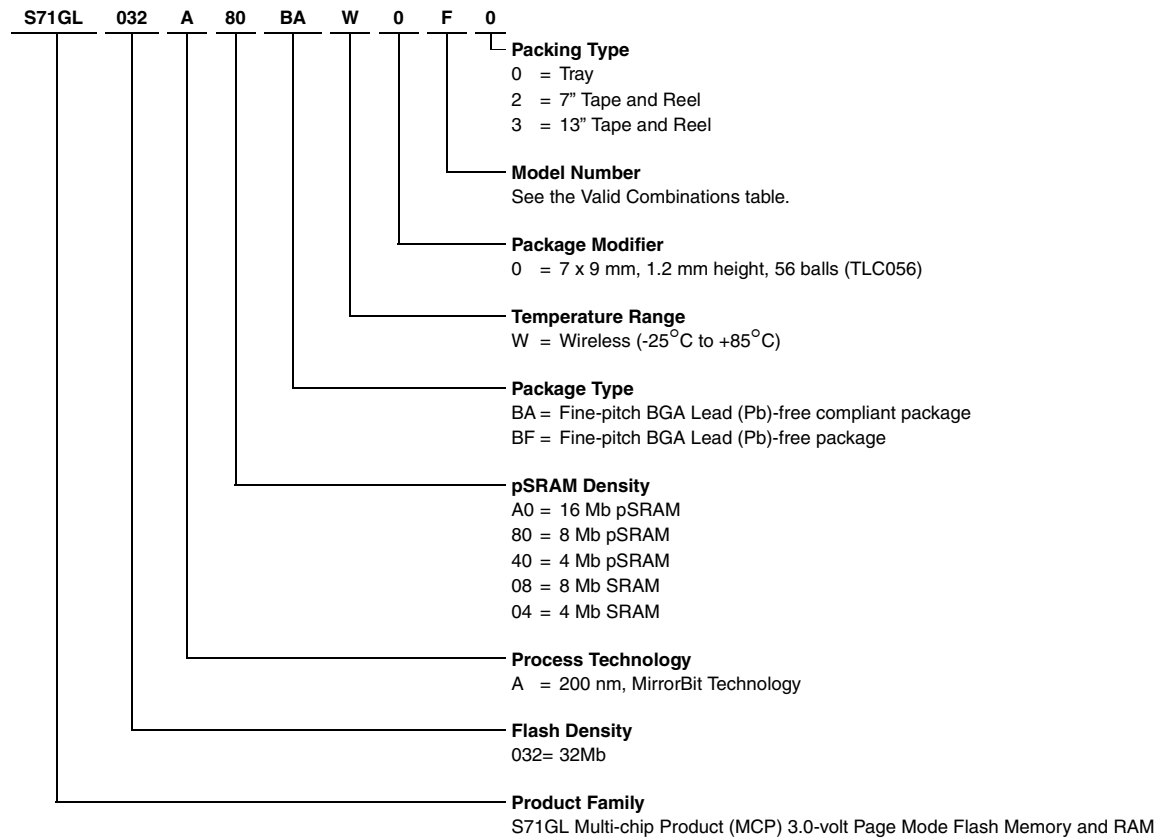 S71GL 032 A 80 BA W 0 F 0
Packing Type
0 = Tray
2 = 7” Tape and Reel
3 = 13” Tape and Reel
Model Number
See the Valid Combinations table.
Package Modifier
0 = 7 x 9 mm, 1.2 mm height, 56 balls (TLC056)
Temperature Range
W = Wireless (-25°C to +85°C)
Package Type
BA = Fine-pitch BGA Lead (Pb)-free compliant package
BF = Fine-pitch BGA Lead (Pb)-free package
pSRAM Density
A0 = 16 Mb pSRAM
80 = 8 Mb pSRAM
40 = 4 Mb pSRAM
08 = 8 Mb SRAM
04 = 4 Mb SRAM
Process Technology
A = 200 nm, MirrorBit Technology
Flash Density
032= 32Mb
Product Family
S71GL Multi-chip Product (MCP) 3.0-volt Page Mode Flash Memory and RAM